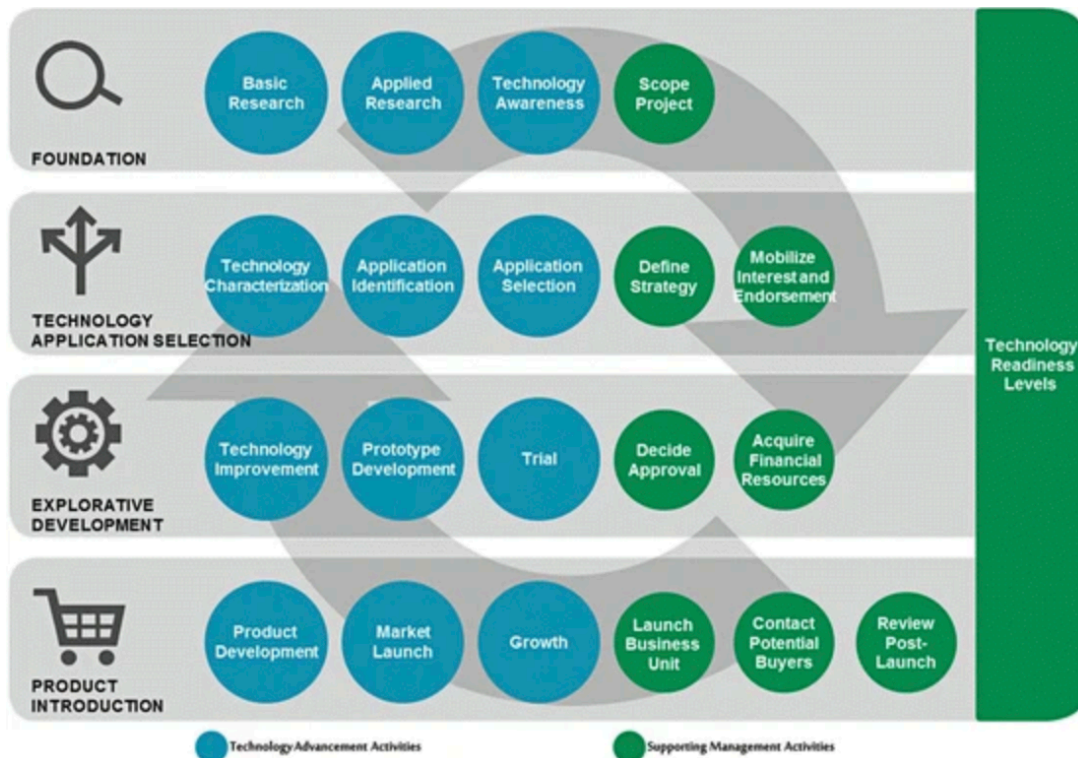 Basic
Research
Applied
Research
Technology
Awareness
Scope
Project
FOUNDATION
Technology
Characterization
Application
Identification
Application
Selection
Define
Strategy
Mobilize
Interest and
Endorsement
TECHNOLOGY
APPLICATION SELECTION
Technology
Readiness
Levels
Technology
Improvement
Prototype
Development
Trial
Decide
Approval
Acquire
Financial
Resources
EXPLORATIVE
DEVELOPMENT
Product
Development
Market
Launch
Growth
Launch
Business
Unit
Contact
Potential
Buyers
Review
Post-
Launch
PRODUCT
INTRODUCTION
Technology Advancement Activities
Supporting Management Activities